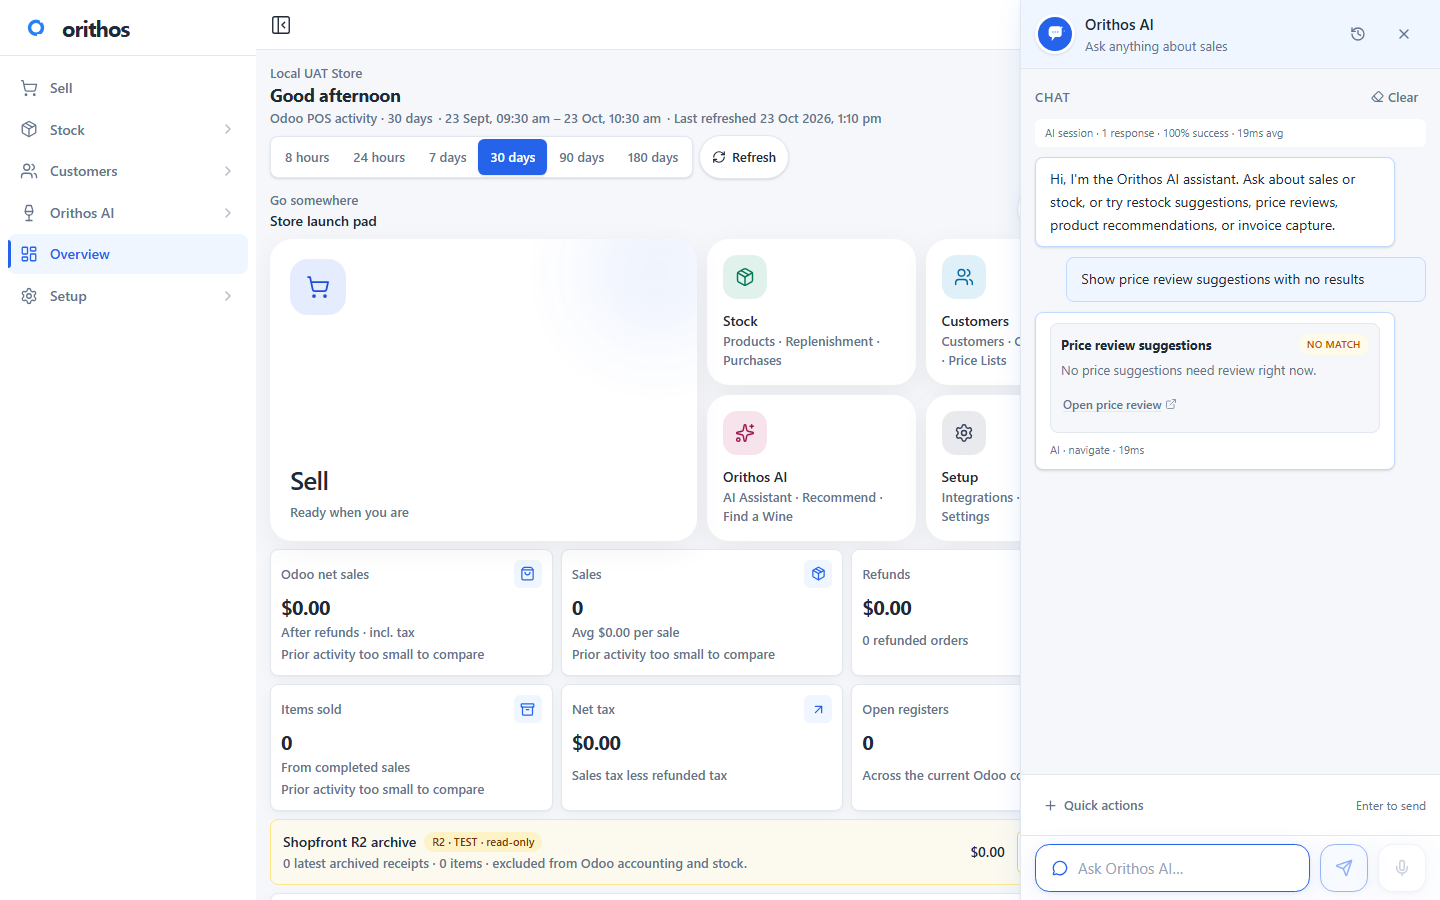 orithos
Sell
Stock
Customers
Orithos AI
Overview
Setup
Local UAT Store
Good afternoon
Odoo POS activity · 30 days · 23 Sept, 09:30 am – 23 Oct, 10:30 am · Last refreshed 23 Oct 2026, 1:10 pm
8 hours 24 hours 7 days 30 days 90 days 180 days Refresh
Go somewhere
Store launch pad
Sell
Ready when you are
Stock
Products · Replenishment ·
Purchases
Customers
Customers ·
· Price Lists
Orithos AI
AI Assistant · Recommend ·
Find a Wine
Setup
Integrations ·
Settings
Odoo net sales
$0.00
After refunds · incl. tax
Prior activity too small to compare
Sales
0
Avg $0.00 per sale
Prior activity too small to compare
Refunds
$0.00
0 refunded orders
Items sold
0
From completed sales
Prior activity too small to compare
Net tax
$0.00
Sales tax less refunded tax
Open registers
0
Across the current Odoo
Shopfront R2 archive R2 · TEST · read-only
0 latest archived receipts · 0 items · excluded from Odoo accounting and stock.
$0.00
Orithos AI
Ask anything about sales
CHAT Clear
AI session · 1 response · 100% success · 19ms avg
Hi, I'm the Orithos AI assistant. Ask about sales or
stock, or try restock suggestions, price reviews,
product recommendations, or invoice capture.
Show price review suggestions with no results
Price review suggestions NO MATCH
No price suggestions need review right now.
Open price review
AI · navigate · 19ms
Quick actions Enter to send
Ask Orithos AI...